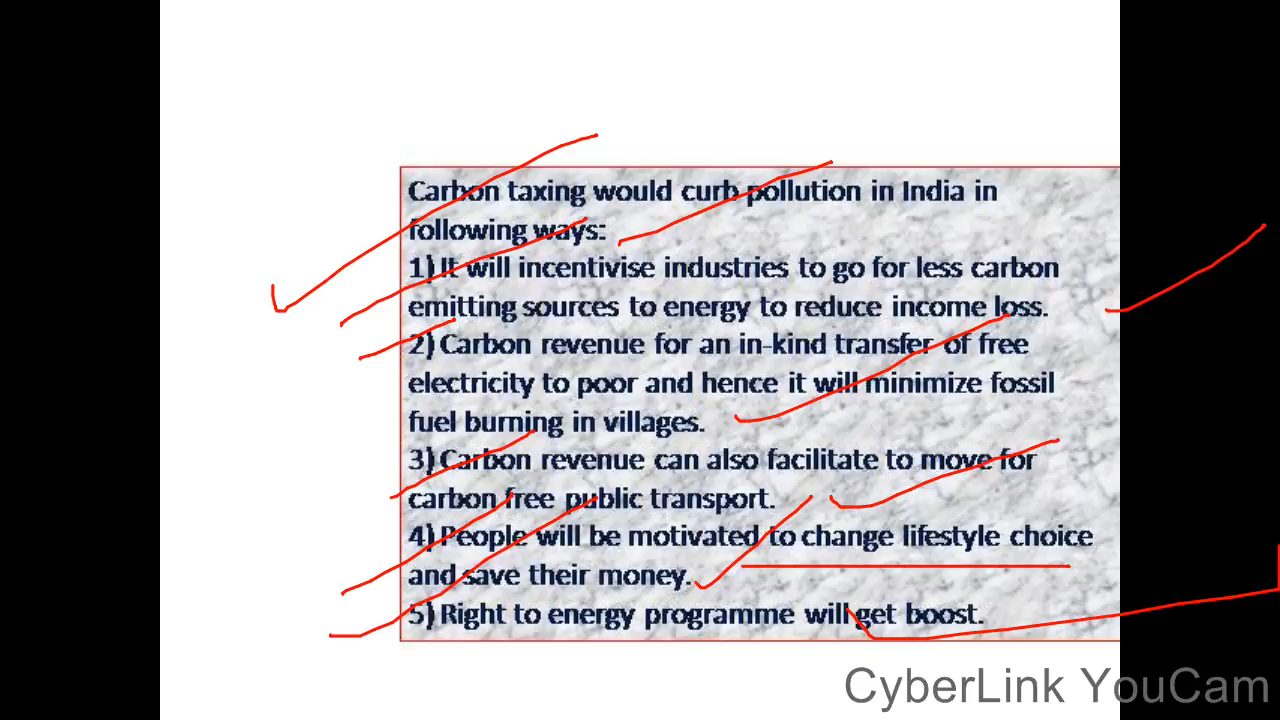 Carbon taxing would curb pollution in India in
following ways:
1) It will incentivise industries to go for less carbon
emitting sources to energy to reduce income loss.
2) Carbon revenue for an in-kind transfer of free
electricity to poor and hence it will minimize fossil
fuel burning in villages.
3) Carbon revenue can also facilitate to move for
carbon free public transport.
4) People will be motivated to change lifestyle choice
and save their money.
5) Right to energy programme will get boost.
CyberLink YouCam